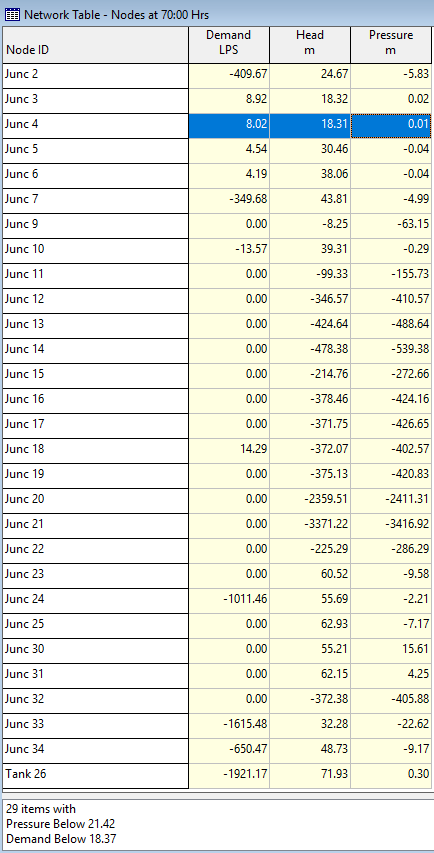 Network Table - Nodes at 70:00 Hrs
Node ID Demand LPS Head m Pressure m
Junc 2 -409.67 24.67 -5.83
Junc 3 8.92 18.32 0.02
Junc 4 8.02 18.31 0.01
Junc 5 4.54 30.46 -0.04
Junc 6 4.19 38.06 -0.04
Junc 7 -349.68 43.81 -4.99
Junc 9 0.00 -8.25 -63.15
Junc 10 -13.57 39.31 -0.29
Junc 11 0.00 -99.33 -155.73
Junc 12 0.00 -346.57 -410.57
Junc 13 0.00 -424.64 -488.64
Junc 14 0.00 -478.38 -539.38
Junc 15 0.00 -214.76 -272.66
Junc 16 0.00 -378.46 -424.16
Junc 17 0.00 -371.75 -426.65
Junc 18 14.29 -372.07 -402.57
Junc 19 0.00 -375.13 -420.83
Junc 20 0.00 -2359.51 -2411.31
Junc 21 0.00 -3371.22 -3416.92
Junc 22 0.00 -225.29 -286.29
Junc 23 0.00 60.52 -9.58
Junc 24 -1011.46 55.69 -2.21
Junc 25 0.00 62.93 -7.17
Junc 30 0.00 55.21 15.61
Junc 31 0.00 62.15 4.25
Junc 32 0.00 -372.38 -405.88
Junc 33 -1615.48 32.28 -22.62
Junc 34 -650.47 48.73 -9.17
Tank 26 -1921.17 71.93 0.30
29 items with
Pressure Below 21.42
Demand Below 18.37